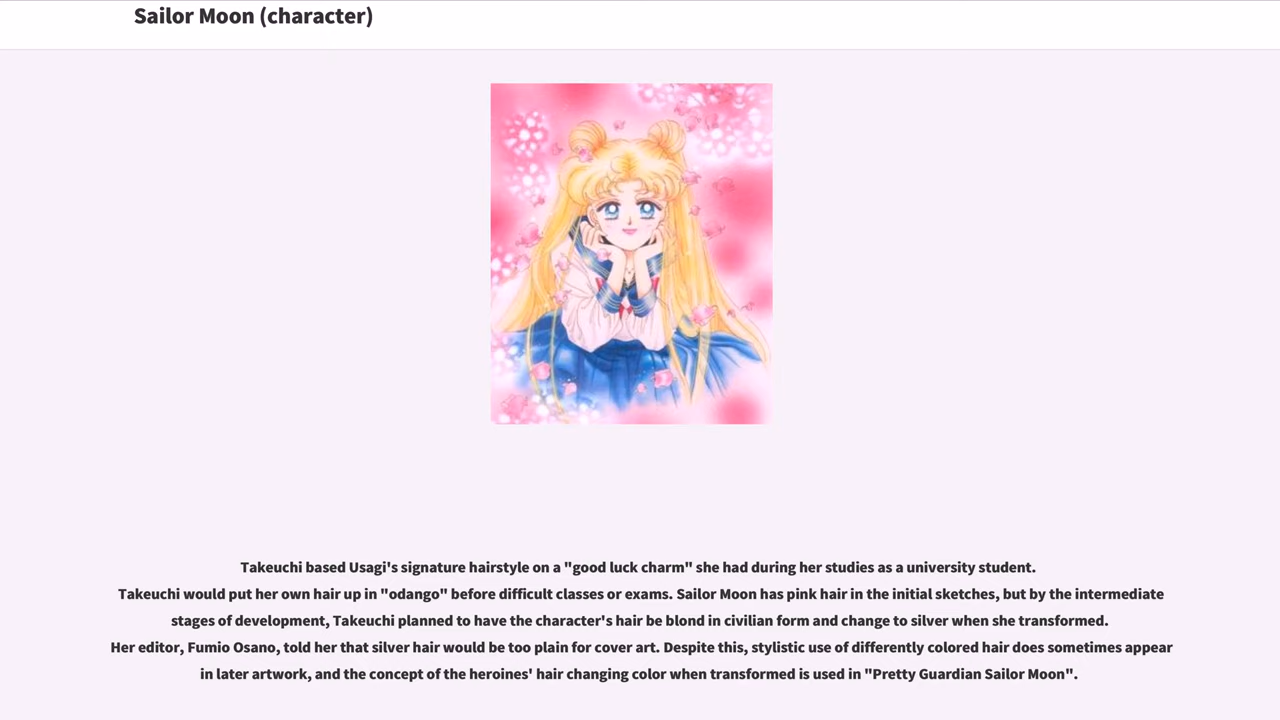 Sailor Moon (character)
Takeuchi based Usagi's signature hairstyle on a "good luck charm" she had during her studies as a university student.
Takeuchi would put her own hair up in "odango" before difficult classes or exams. Sailor Moon has pink hair in the initial sketches, but by the intermediate
stages of development, Takeuchi planned to have the character's hair be blond in civilian form and change to silver when she transformed.
Her editor, Fumio Osano, told her that silver hair would be too plain for cover art. Despite this, stylistic use of differently colored hair does sometimes appear
in later artwork, and the concept of the heroines' hair changing color when transformed is used in "Pretty Guardian Sailor Moon".